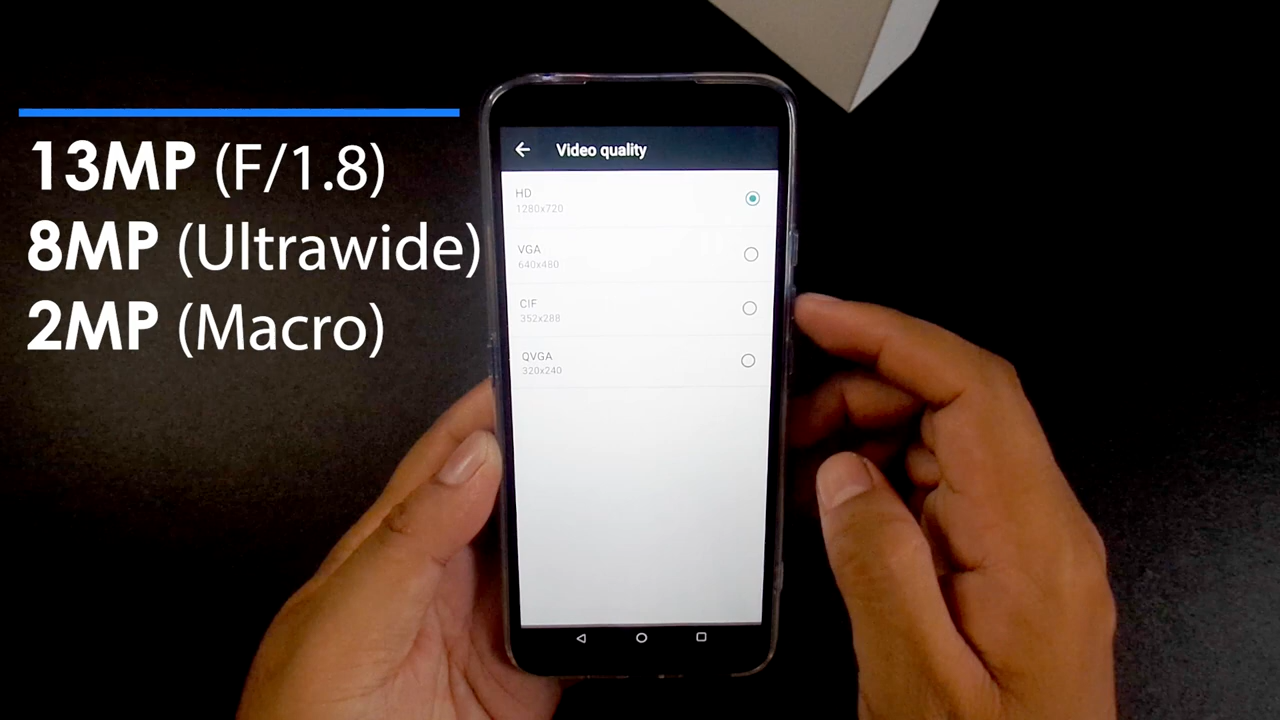 13MP (F/1.8)
8MP (Ultrawide)
2MP (Macro)
Video quality
HD
1280x720
VGA
640x480
CIF
352x288
QVGA
320x240